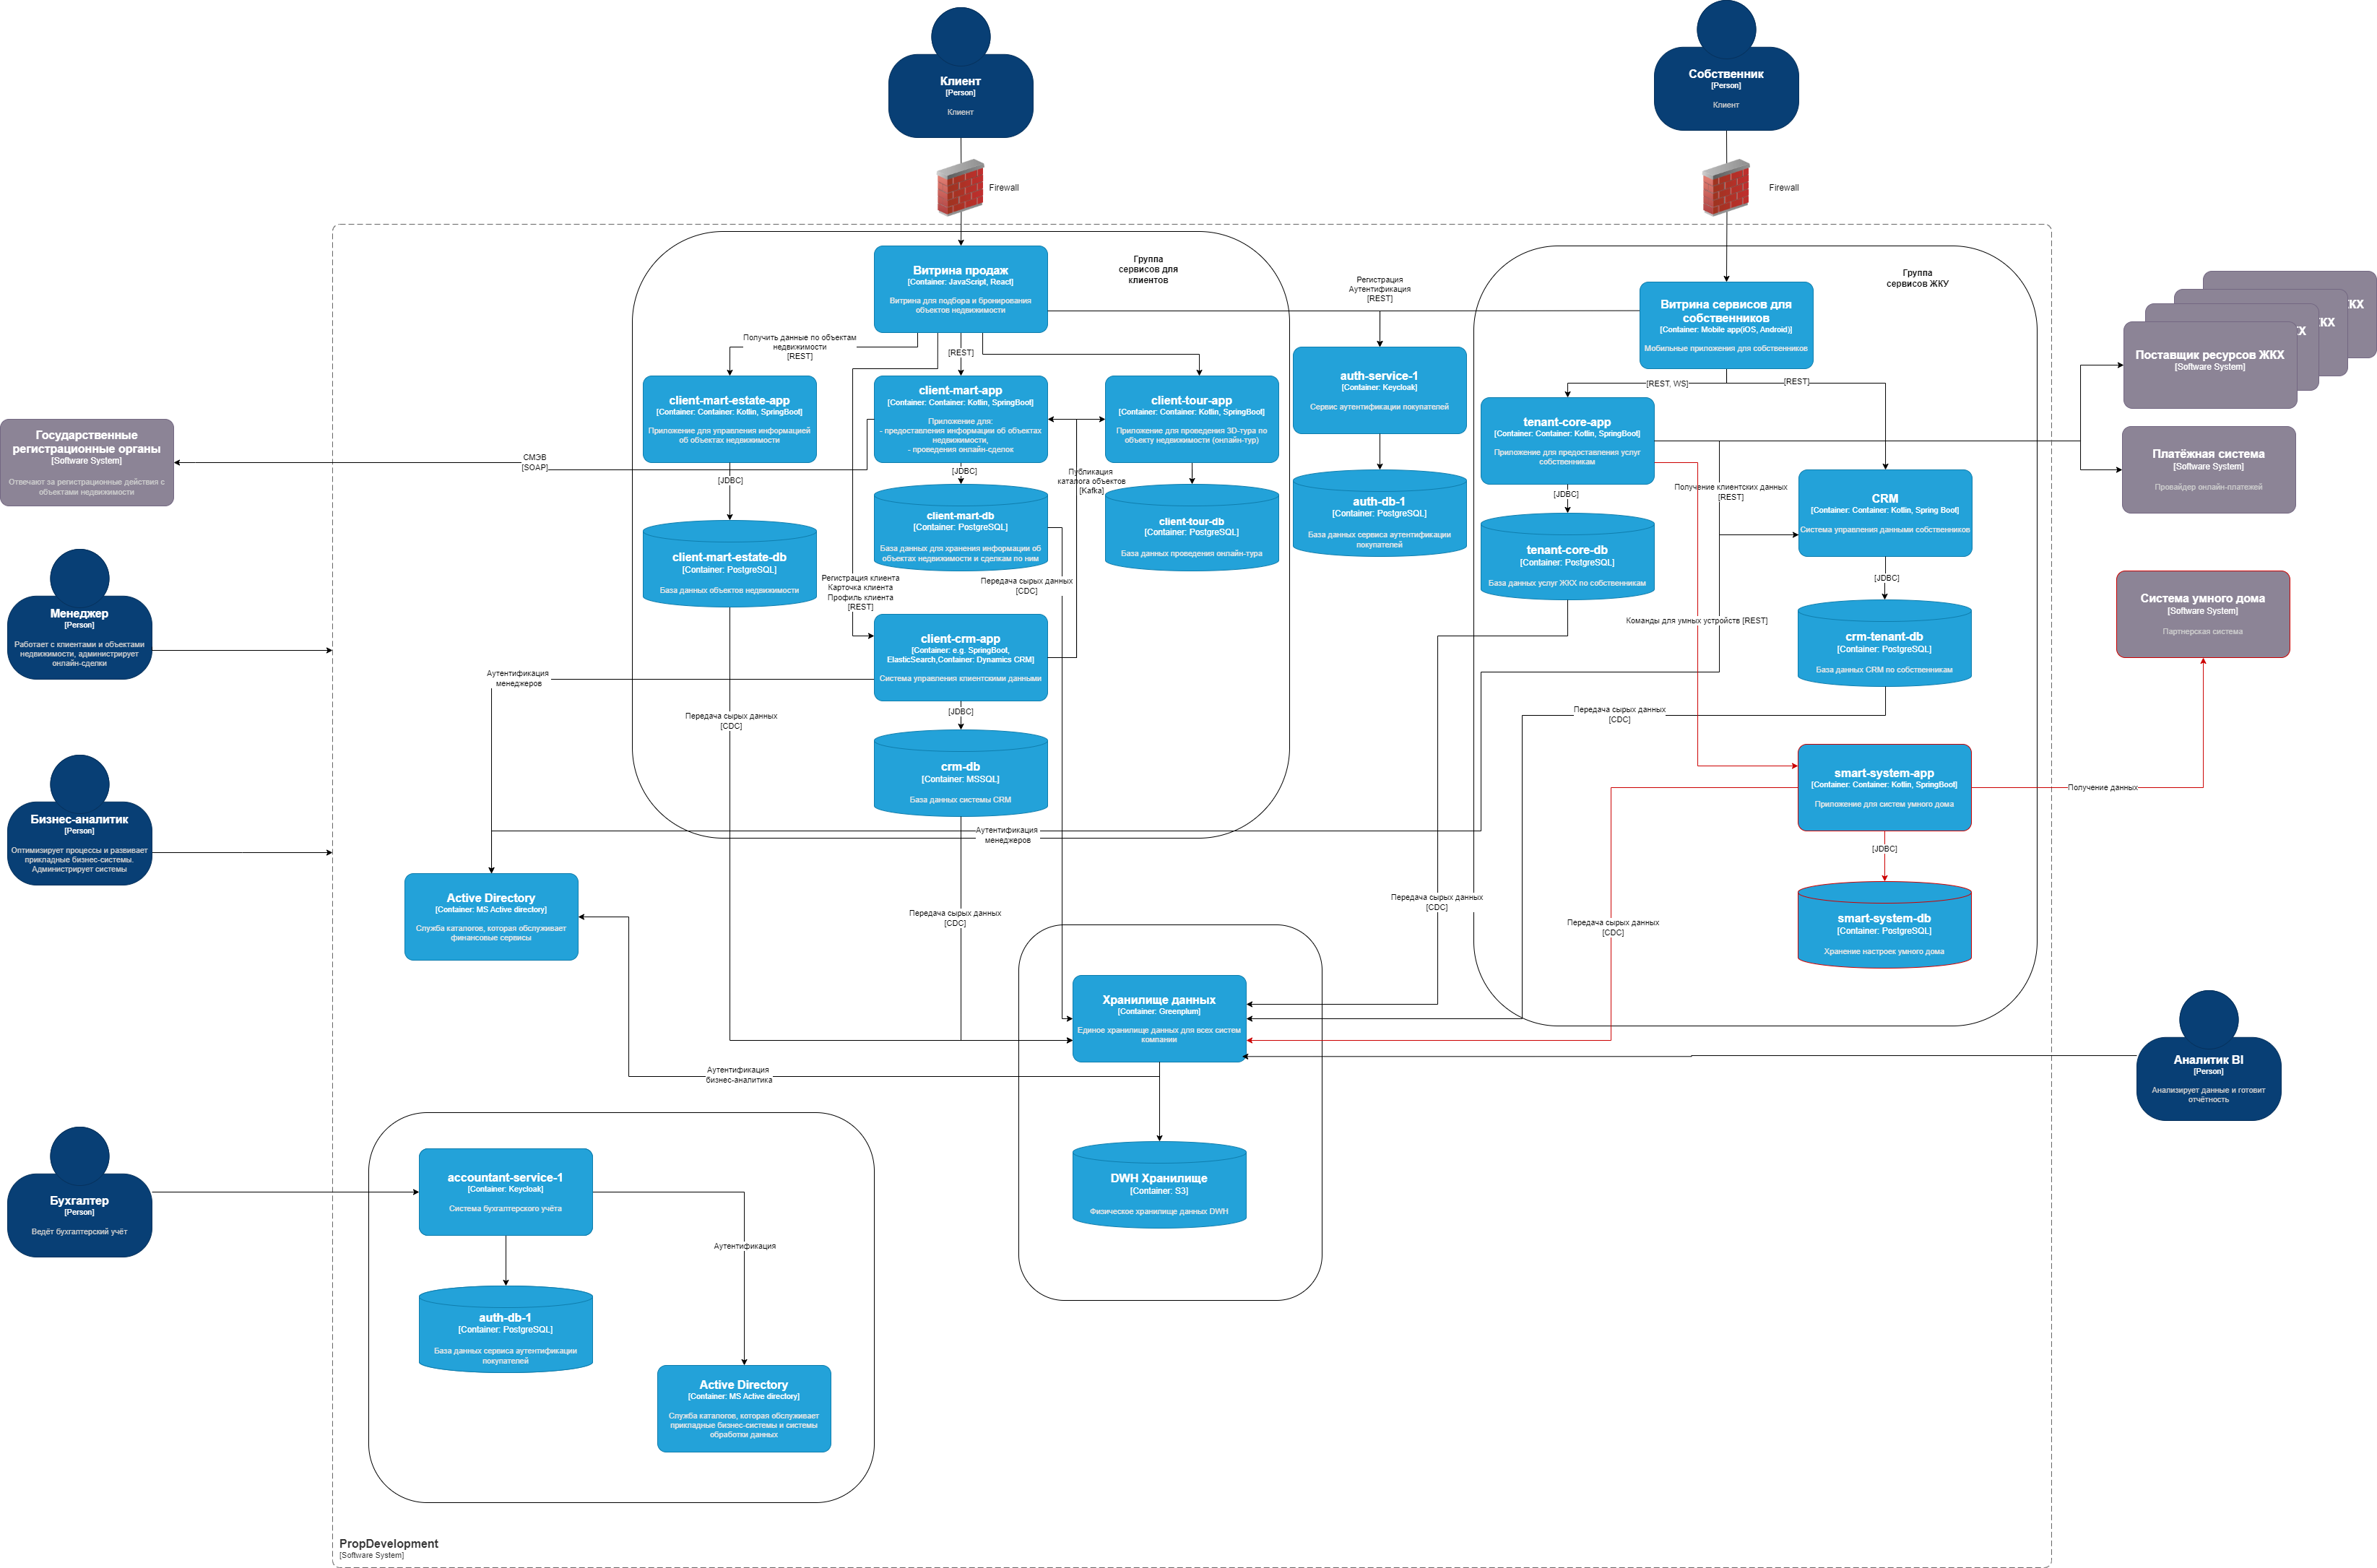 Клиент
[Person]
Клиент
Собственник
[Person]
Клиент
Firewall
Firewall
Витрина продаж
[Container: JavaScript, React]
Витрина для подбора и бронирования
объектов недвижимости
Группа
сервисов для
клиентов
Регистрация
Аутентификация
[REST]
Группа
сервисов ЖКУ
Витрина сервисов для
собственников
[Container: Mobile app(iOS, Android)]
Мобильные приложения для собственников
КХ
КХ
Х
Поставщик ресурсов ЖКХ
[Software System]
Получить данные по объектам
недвижимости
[REST]
[REST]
client-mart-estate-app
[Container: Container: Kotlin, SpringBoot]
Приложение для управления информацией
об объектах недвижимости
client-mart-app
[Container: Container: Kotlin, SpringBoot]
Приложение для:
- предоставления информации об объектах
недвижимости,
- проведения онлайн-сделок
client-tour-app
[Container: Container: Kotlin, SpringBoot]
Приложение для проведения 3D-тура по
объекту недвижимости (онлайн-тур)
auth-service-1
[Container: Keycloak]
Сервис аутентификации покупателей
[REST, WS]
[REST]
tenant-core-app
[Container: Container: Kotlin, SpringBoot]
Приложение для предоставления услуг
собственникам
Государственные
регистрационные органы
[Software System]
Отвечают за регистрационные действия с
объектами недвижимости
СМЭВ
[SOAP]
[JDBC]
[JDBC]
Публикация
каталога объектов
[Kafka]
Получение клиентских данных
[REST]
Платёжная система
[Software System]
Провайдер онлайн-платежей
client-mart-db
[Container: PostgreSQL]
База данных для хранения информации об
объектах недвижимости и сделкам по ним
client-tour-db
[Container: PostgreSQL]
База данных проведения онлайн-тура
auth-db-1
[Container: PostgreSQL]
База данных сервиса аутентификации
покупателей
[JDBC]
tenant-core-db
[Container: PostgreSQL]
База данных услуг ЖКХ по собственникам
CRM
[Container: Container: Kotlin, Spring Boot]
Система управления данными собственников
client-mart-estate-db
[Container: PostgreSQL]
База данных объектов недвижимости
Регистрация клиента
Карточка клиента
Профиль клиента
[REST]
Передача сырых данных
[CDC]
[JDBC]
Менеджер
[Person]
Работает с клиентами и объектами
недвижимости, администрирует
онлайн-сделки
client-crm-app
[Container: e.g. SpringBoot,
ElasticSearch,Container: Dynamics CRM]
Система управления клиентскими данными
Команды для умных устройств [REST]
crm-tenant-db
[Container: PostgreSQL]
База данных CRM по собственникам
Система умного дома
[Software System]
Партнерская система
Аутентификация
менеджеров
Передача сырых данных
[CDC]
[JDBC]
Передача сырых данных
[CDC]
crm-db
[Container: MSSQL]
База данных системы CRM
smart-system-app
[Container: Container: Kotlin, SpringBoot]
Приложение для систем умного дома
Получение данных
Бизнес-аналитик
[Person]
Оптимизирует процессы и развивает
прикладные бизнес-системы.
Администрирует системы
Аутентификация
менеджеров
[JDBC]
Active Directory
[Container: MS Active directory]
Служба каталогов, которая обслуживает
финансовые сервисы
Передача сырых данных
[CDC]
Передача сырых данных
[CDC]
Передача сырых данных
[CDC]
smart-system-db
[Container: PostgreSQL]
Хранение настроек умного дома
Хранилище данных
[Container: Greenplum]
Единое хранилище данных для всех систем
компании
Аутентификация
бизнес-аналитика
Аналитик BI
[Person]
Анализирует данные и готовит
отчётность
Бухгалтер
[Person]
Ведёт бухгалтерский учёт
accountant-service-1
[Container: Keycloak]
Система бухгалтерского учёта
Аутентификация
DWH Хранилище
[Container: S3]
Физическое хранилище данных DWH
auth-db-1
[Container: PostgreSQL]
База данных сервиса аутентификации
покупателей
Active Directory
[Container: MS Active directory]
Служба каталогов, которая обслуживает
прикладные бизнес-системы и системы
обработки данных
PropDevelopment
[Software System]